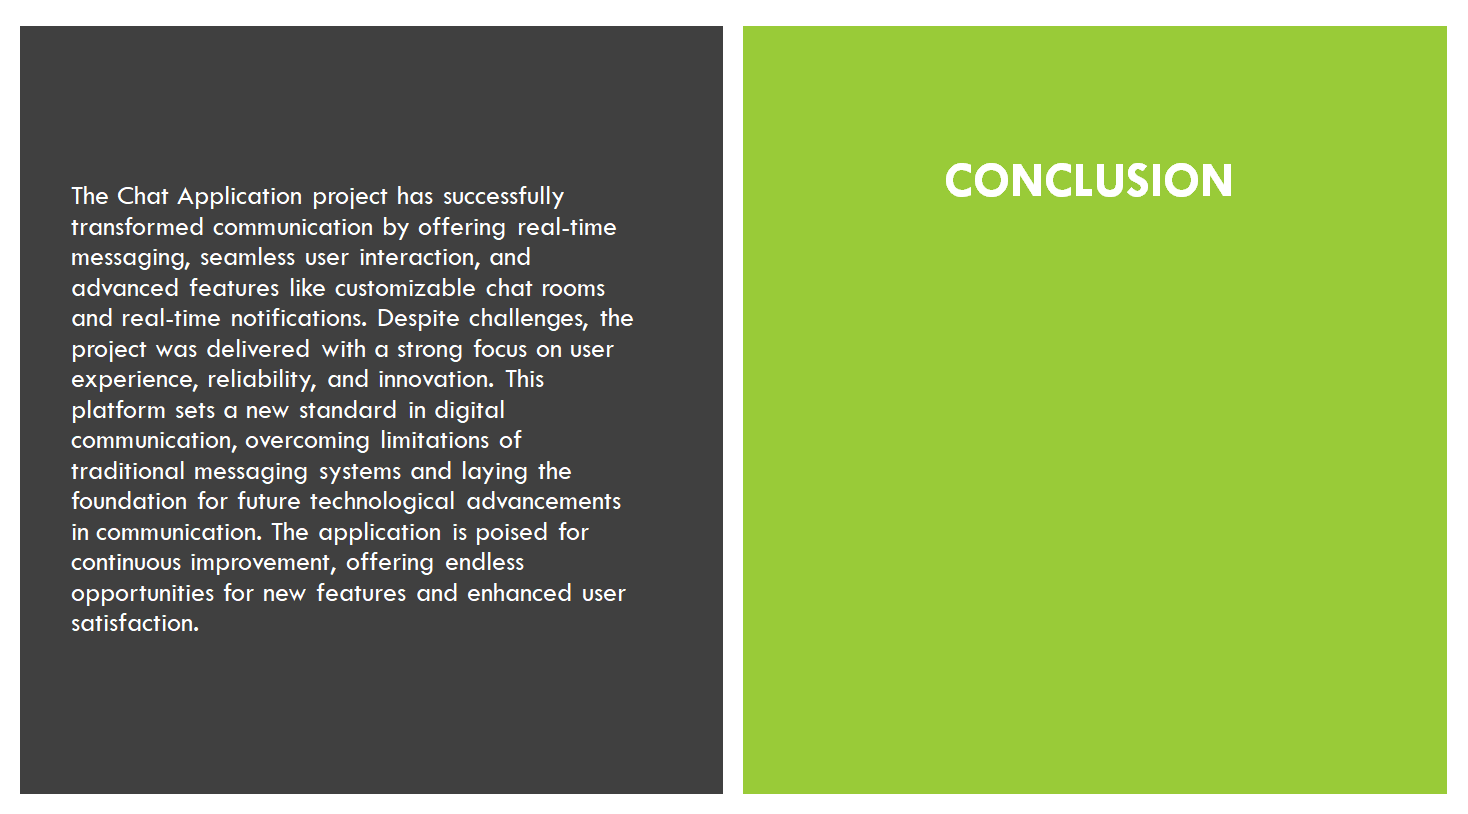 The Chat Application project has successfully
transformed communication by offering real-time
messaging, seamless user interaction, and
advanced features like customizable chat rooms
and real-time notifications. Despite challenges, the
project was delivered with a strong focus on user
experience, reliability, and innovation. This
platform sets a new standard in digital
communication, overcoming limitations of
traditional messaging systems and laying the
foundation for future technological advancements
in communication. The application is poised for
continuous improvement, offering endless
opportunities for new features and enhanced user
satisfaction.
CONCLUSION